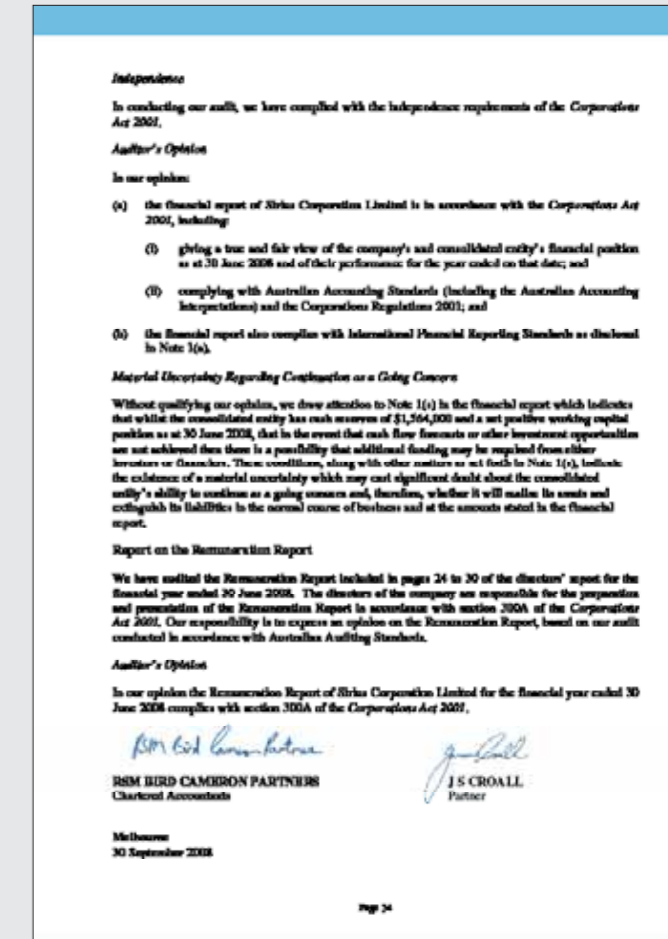 Independence
In conducting our audit, we have complied with the independence requirements of the Corporations
Act 2001.
Auditor's Opinion
In our opinion:
(a) the financial report of Sirius Corporation Limited is in accordance with the Corporations Act
2001, including:
(i) giving a true and fair view of the company's and consolidated entity's financial position
as at 30 June 2008 and of their performance for the year ended on that date; and
(ii) complying with Australian Accounting Standards (including the Australian Accounting
Interpretations) and the Corporations Regulations 2001; and
(b) the financial report also complies with International Financial Reporting Standards as disclosed
in Note 1(a).
Material Uncertainty Regarding Continuation as a Going Concern
Without qualifying our opinion, we draw attention to Note 1(s) in the financial report which indicates
that whilst the consolidated entity has cash reserves of $1,564,000 and a net positive working capital
position as at 30 June 2008, that in the event that cash flow forecasts or other investment opportunities
are not achieved then there is a possibility that additional funding may be required from either
investors or financiers. These conditions, along with other matters as set forth in Note 1(s), indicate
the existence of a material uncertainty which may cast significant doubt about the consolidated
entity's ability to continue as a going concern and, therefore, whether it will realise its assets and
extinguish its liabilities in the normal course of business and at the amounts stated in the financial
report.
Report on the Remuneration Report
We have audited the Remuneration Report included in pages 24 to 30 of the directors' report for the
financial year ended 30 June 2008. The directors of the company are responsible for the preparation
and presentation of the Remuneration Report in accordance with section 300A of the Corporations
Act 2001. Our responsibility is to express an opinion on the Remuneration Report, based on our audit
conducted in accordance with Australian Auditing Standards.
Auditor's Opinion
In our opinion the Remuneration Report of Sirius Corporation Limited for the financial year ended 30
June 2008 complies with section 300A of the Corporations Act 2001.
RSM Bird Cameron Partners
RSM BIRD CAMERON PARTNERS J S CROALL
Chartered Accountants Partner
Melbourne
30 September 2008
Page 34